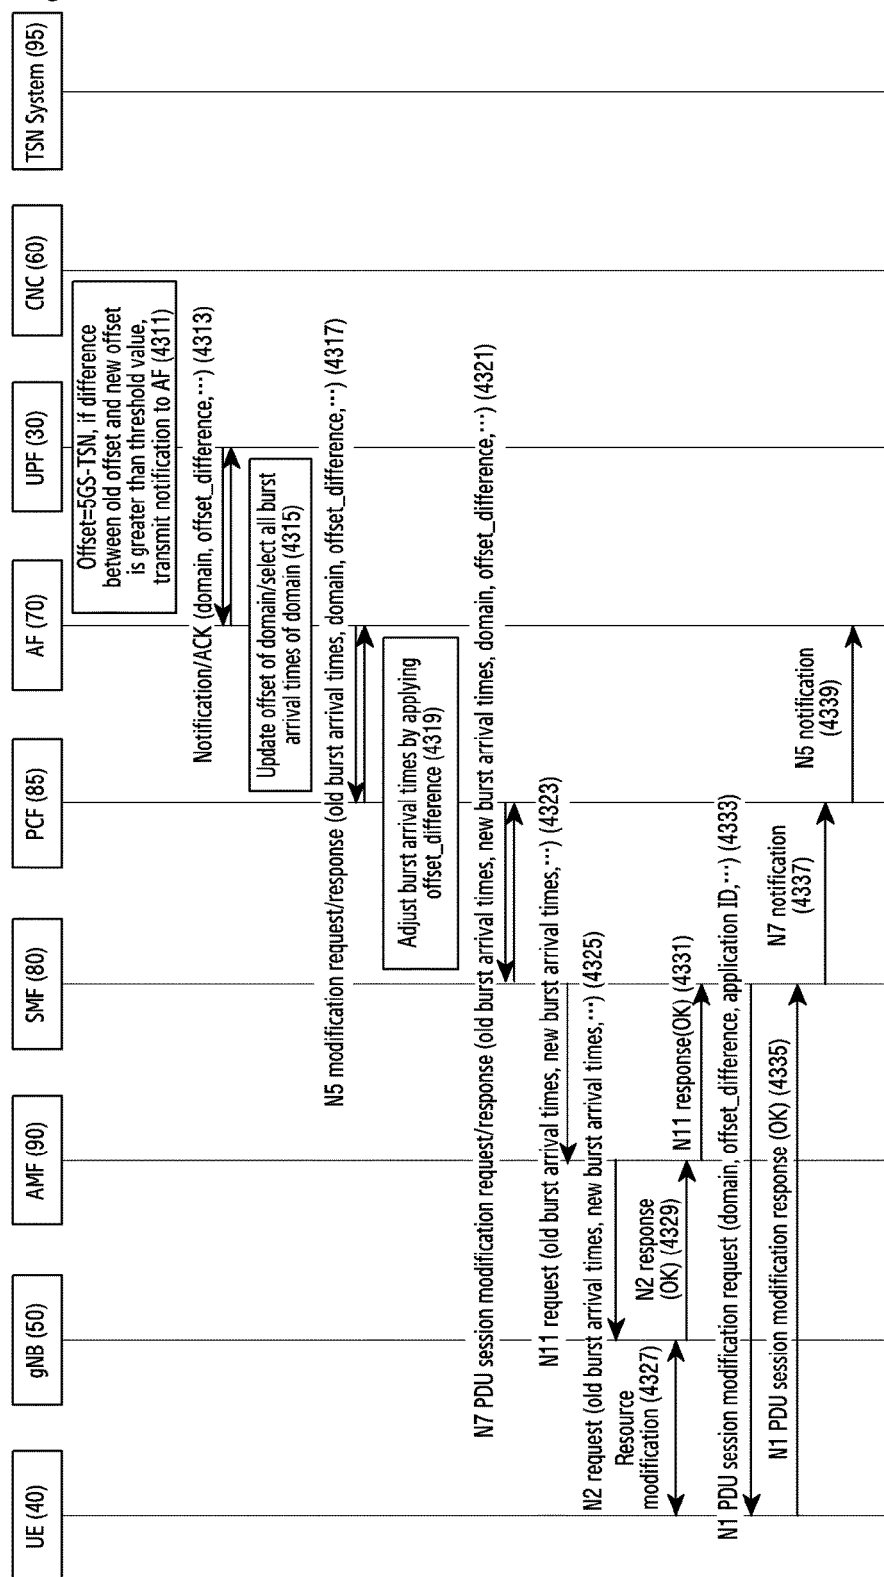 UE (40)
gNB (50)
AMF (90)
SMF (80)
PCF (85)
AF (70)
UPF (30)
CNC (60)
TSN System (95)
Offset=5GS-TSN, if difference
between old offset and new offset
is greater than threshold value,
transmit notification to AF (4311)
Notification/ACK (domain, offset_difference,⋯) (4313)
Update offset of domain/select all burst
arrival times of domain (4315)
N5 modification request/response (old burst arrival times, domain, offset_difference,⋯) (4317)
Adjust burst arrival times by applying
offset_difference (4319)
N7 PDU session modification request/response (old burst arrival times, new burst arrival times, domain, offset_difference,⋯) (4321)
N11 request (old burst arrival times, new burst arrival times,⋯) (4323)
N2 request (old burst arrival times, new burst arrival times,⋯) (4325)
Resource
modification (4327)
N2 response
(OK) (4329)
N11 response(OK) (4331)
N1 PDU session modification request (domain, offset_difference, application ID,⋯) (4333)
N1 PDU session modification response (OK) (4335)
N7 notification
(4337)
N5 notification
(4339)